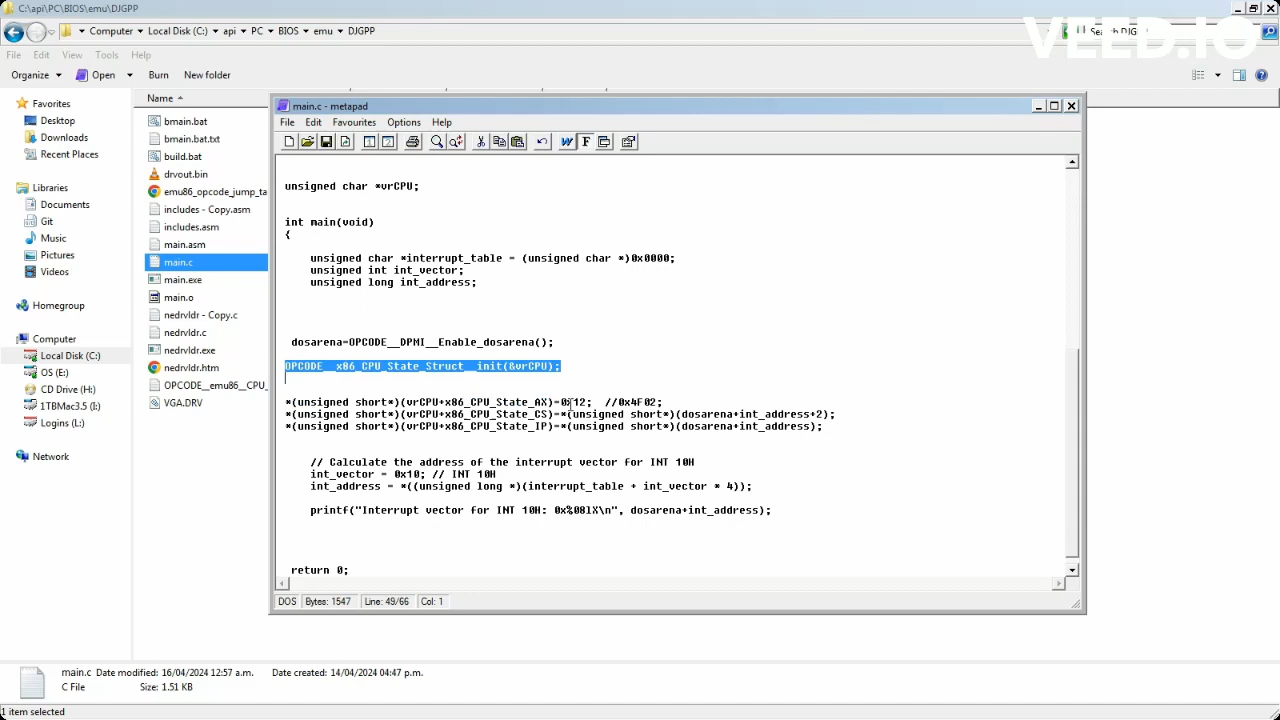 C:\api\PC\BIOS\emu\DJGPP
Computer Local Disk (C:) api PC BIOS emu DJGPP
VEED.IO
File Edit View Tools Help
Organize Open Burn New folder
Favorites
Desktop
Downloads
Recent Places
Libraries
Documents
Git
Music
Pictures
Videos
Homegroup
Computer
Local Disk (C:)
OS (E:)
CD Drive (H:)
1TBMac3.5 (I:)
Logins (L:)
Network
Name
bmain.bat
bmain.bat.txt
build.bat
drvout.bin
emu86_opcode_jump_ta
includes - Copy.asm
includes.asm
main.asm
main.c
main.exe
main.o
nedrvldr - Copy.c
nedrvldr.c
nedrvldr.exe
nedrvldr.htm
OPCODE__emu86__CPU_
VGA.DRV
main.c - metapad
File Edit Favourites Options Help
unsigned char *vrCPU;
int main(void)
{
unsigned char *interrupt_table = (unsigned char *)0x0000;
unsigned int int_vector;
unsigned long int_address;
dosarena=OPCODE__DPMI__Enable_dosarena();
OPCODE__x86_CPU_State_Struct__init(&vrCPU);
*(unsigned short*)(vrCPU+x86_CPU_State_AX)=0x12; //0x4F02;
*(unsigned short*)(vrCPU+x86_CPU_State_CS)=*(unsigned short*)(dosarena+int_address+2);
*(unsigned short*)(vrCPU+x86_CPU_State_IP)=*(unsigned short*)(dosarena+int_address);
// Calculate the address of the interrupt vector for INT 10H
int_vector = 0x10; // INT 10H
int_address = *((unsigned long *)(interrupt_table + int_vector * 4));
printf("Interrupt vector for INT 10H: 0x%08lX\n", dosarena+int_address);
return 0;
DOS Bytes: 1547 Line: 49/66 Col: 1
main.c Date modified: 16/04/2024 12:57 a.m. Date created: 14/04/2024 04:47 p.m.
C File Size: 1.51 KB
1 item selected